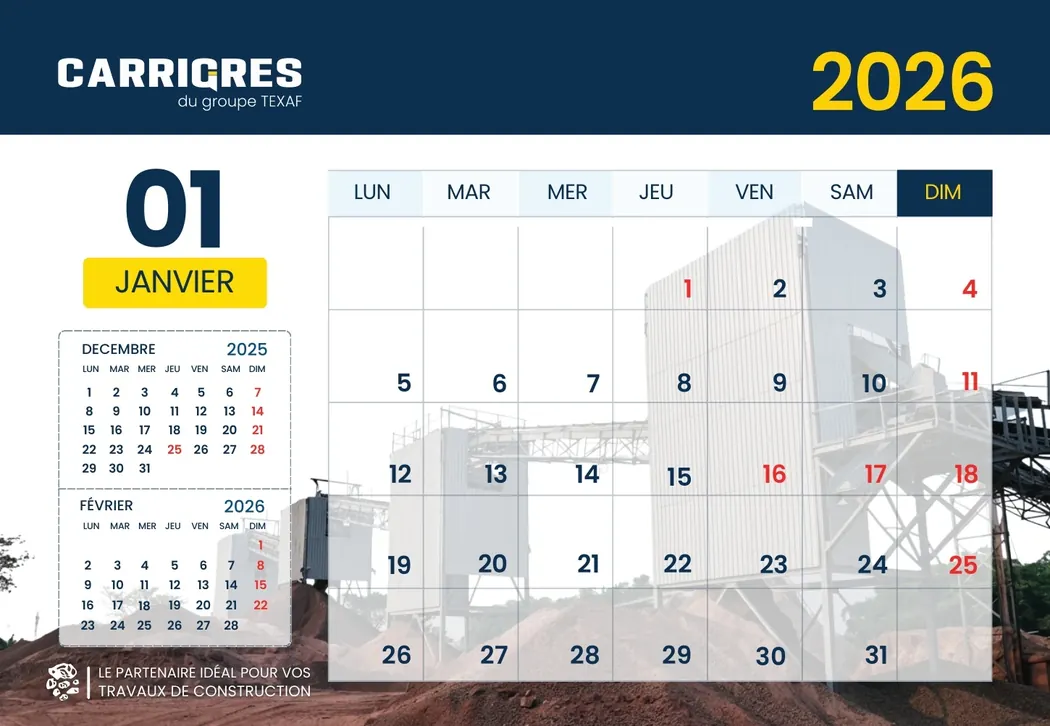 CARRIGRES
du groupe TEXAF
2026
01
JANVIER
LUN MAR MER JEU VEN SAM DIM
1 2 3 4
5 6 7 8 9 10 11
12 13 14 15 16 17 18
19 20 21 22 23 24 25
26 27 28 29 30 31
DECEMBRE 2025
LUN MAR MER JEU VEN SAM DIM
1 2 3 4 5 6 7
8 9 10 11 12 13 14
15 16 17 18 19 20 21
22 23 24 25 26 27 28
29 30 31
FÉVRIER 2026
LUN MAR MER JEU VEN SAM DIM
1
2 3 4 5 6 7 8
9 10 11 12 13 14 15
16 17 18 19 20 21 22
23 24 25 26 27 28
LE PARTENAIRE IDÉAL POUR VOS
TRAVAUX DE CONSTRUCTION